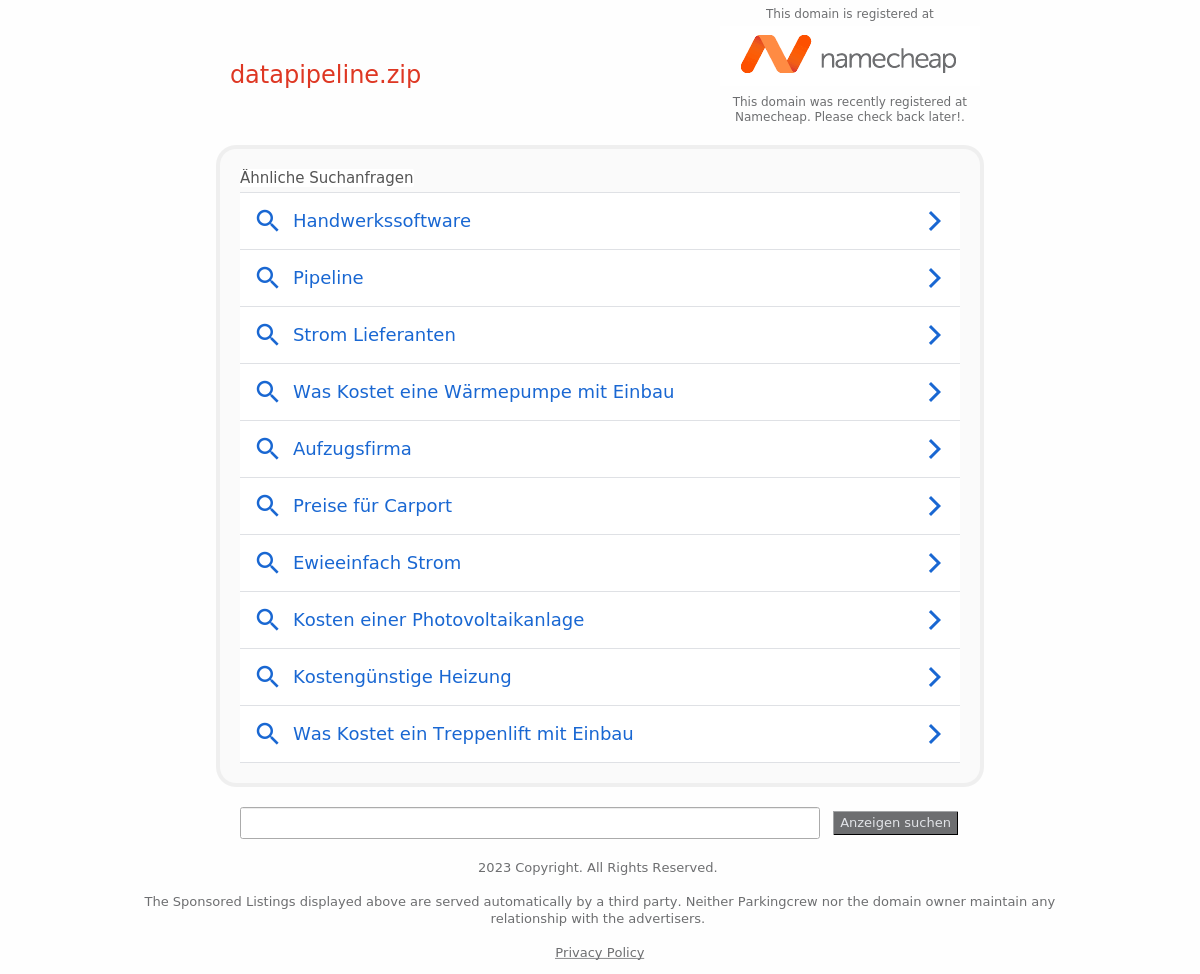 This domain is registered at
namecheap
datapipeline.zip
This domain was recently registered at
Namecheap. Please check back later!.
Ähnliche Suchanfragen
Handwerkssoftware
Pipeline
Strom Lieferanten
Was Kostet eine Wärmepumpe mit Einbau
Aufzugsfirma
Preise für Carport
Ewieeinfach Strom
Kosten einer Photovoltaikanlage
Kostengünstige Heizung
Was Kostet ein Treppenlift mit Einbau
Anzeigen suchen
2023 Copyright. All Rights Reserved.
The Sponsored Listings displayed above are served automatically by a third party. Neither Parkingcrew nor the domain owner maintain any
relationship with the advertisers.
Privacy Policy